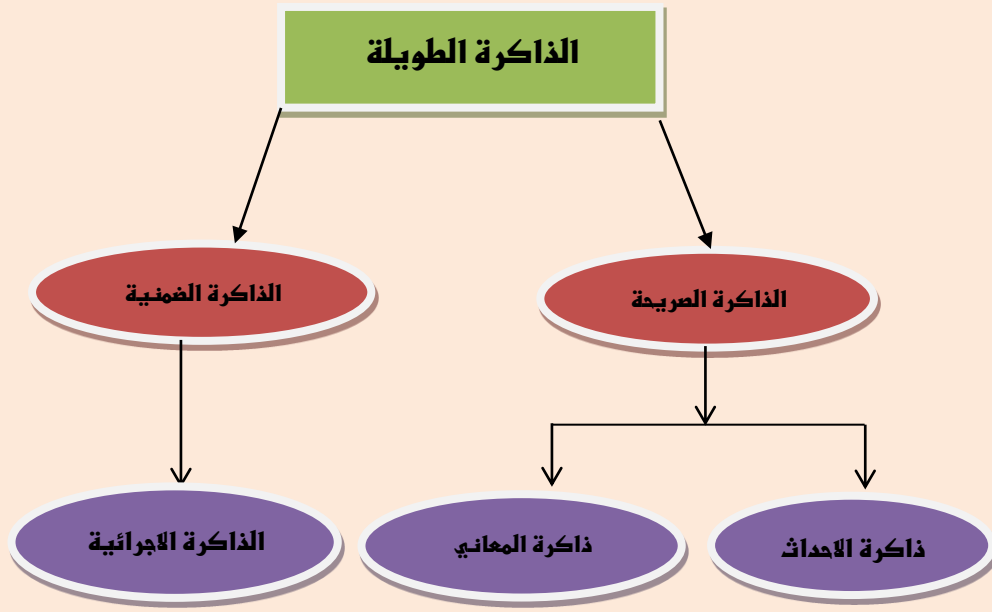 الذاكرة الطويلة
الذاكرة الصريحة
الذاكرة الضمنية
ذاكرة الاحداث
ذاكرة المعاني
الذاكرة الاجرائية